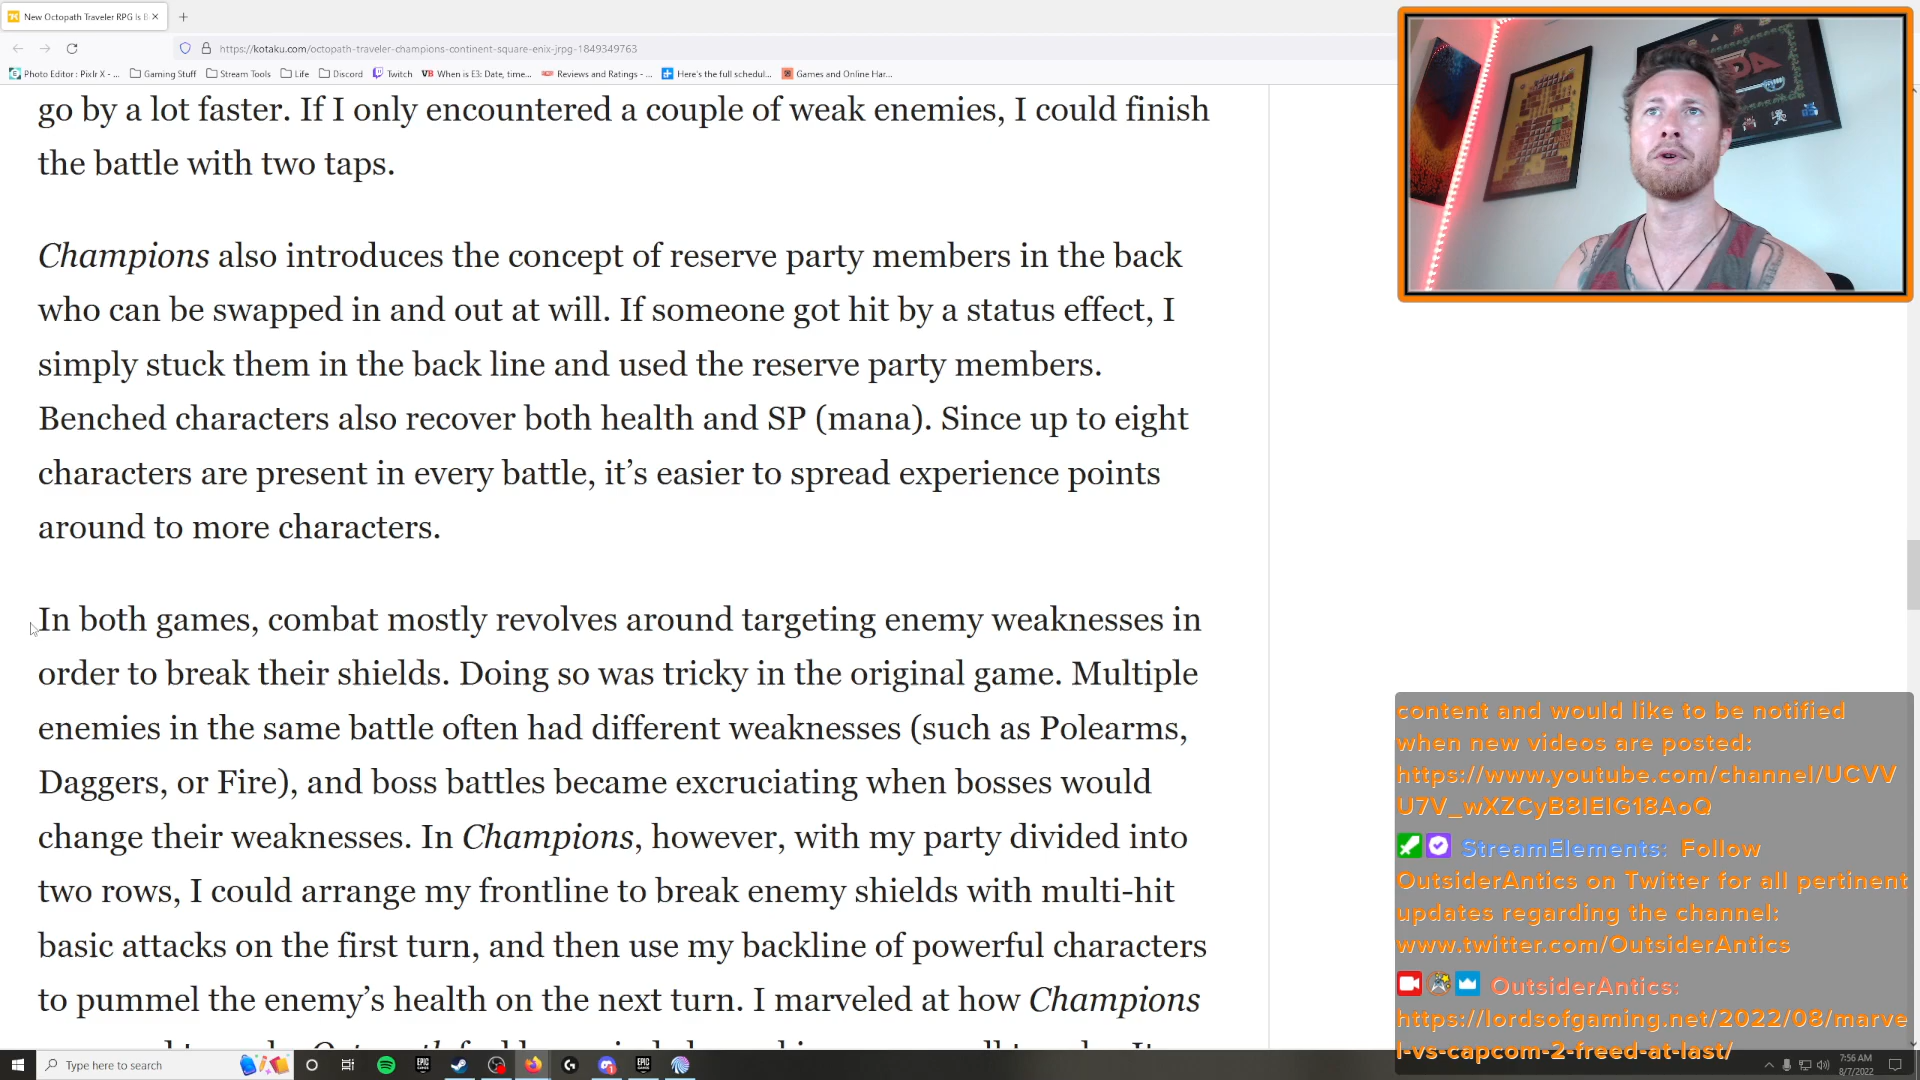 New Octopath Traveler RPG Is B
https://kotaku.com/octopath-traveler-champions-continent-square-enix-jrpg-1849349763
Photo Editor : Pixlr X - ...
Gaming Stuff
Stream Tools
Life
Discord
Twitch
When is E3: Date, time...
Reviews and Ratings - ...
Here's the full schedul...
Games and Online Har...
go by a lot faster. If I only encountered a couple of weak enemies, I could finish
the battle with two taps.
Champions also introduces the concept of reserve party members in the back
who can be swapped in and out at will. If someone got hit by a status effect, I
simply stuck them in the back line and used the reserve party members.
Benched characters also recover both health and SP (mana). Since up to eight
characters are present in every battle, it’s easier to spread experience points
around to more characters.
In both games, combat mostly revolves around targeting enemy weaknesses in
order to break their shields. Doing so was tricky in the original game. Multiple
enemies in the same battle often had different weaknesses (such as Polearms,
Daggers, or Fire), and boss battles became excruciating when bosses would
change their weaknesses. In Champions, however, with my party divided into
two rows, I could arrange my frontline to break enemy shields with multi-hit
basic attacks on the first turn, and then use my backline of powerful characters
to pummel the enemy’s health on the next turn. I marveled at how Champions
content and would like to be notified
when new videos are posted:
https://www.youtube.com/channel/UCVV
U7V_wXZCyB8IEIG18AoQ
StreamElements: Follow
OutsiderAntics on Twitter for all pertinent
updates regarding the channel:
www.twitter.com/OutsiderAntics
OutsiderAntics:
https://lordsofgaming.net/2022/08/marve
l-vs-capcom-2-freed-at-last/
Type here to search
7:56 AM
8/7/2022